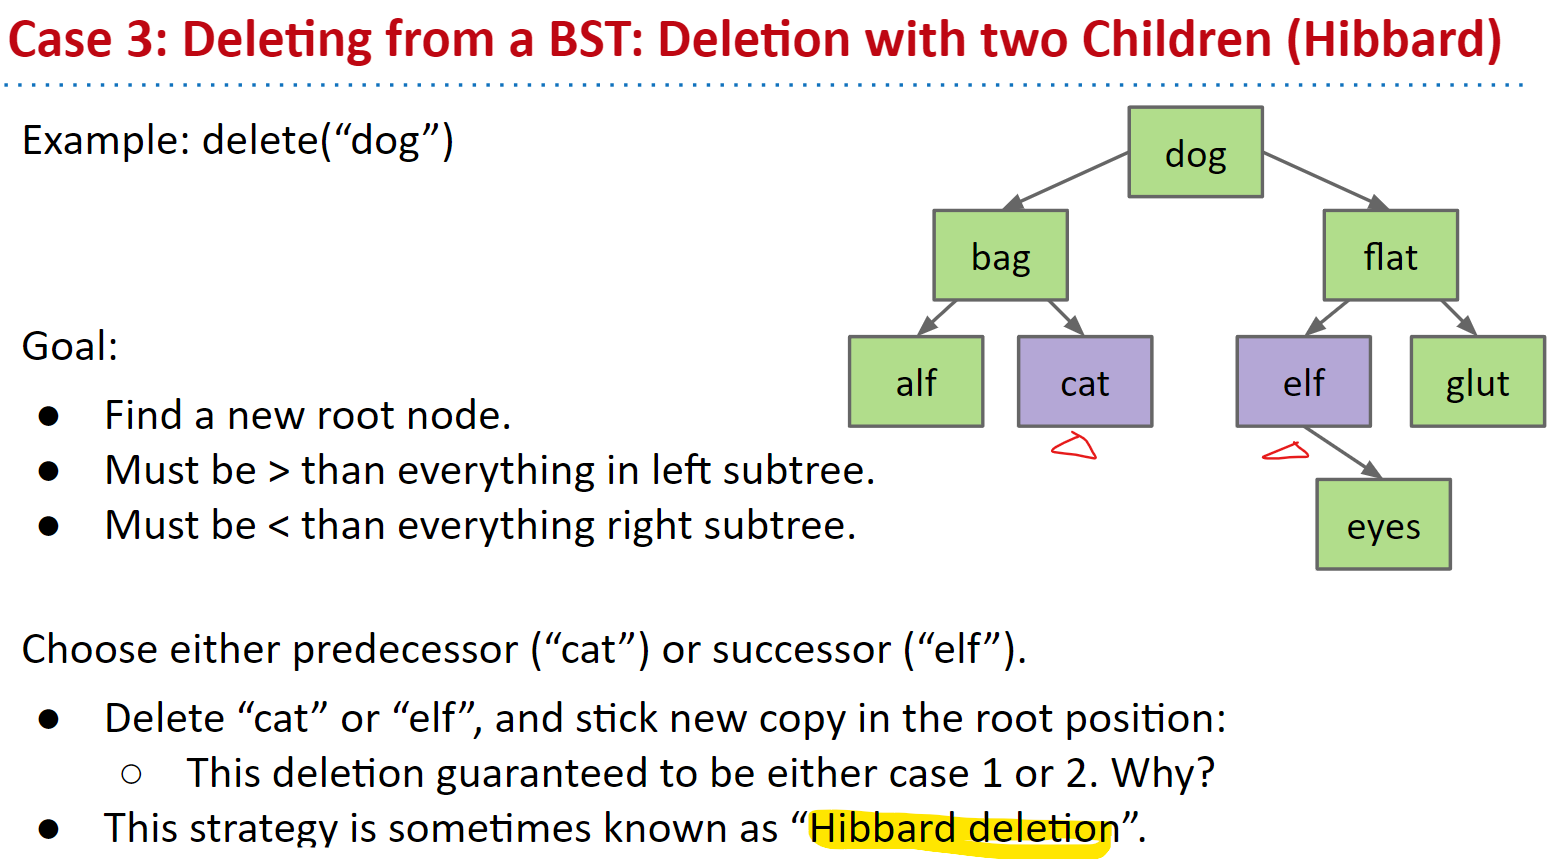 Case 3: Deleting from a BST: Deletion with two Children (Hibbard)
Example: delete(“dog”)
dog
bag
flat
alf
cat
elf
glut
eyes
Goal:
● Find a new root node.
● Must be > than everything in left subtree.
● Must be < than everything right subtree.
Choose either predecessor (“cat”) or successor (“elf”).
● Delete “cat” or “elf”, and stick new copy in the root position:
○ This deletion guaranteed to be either case 1 or 2. Why?
● This strategy is sometimes known as “Hibbard deletion”.